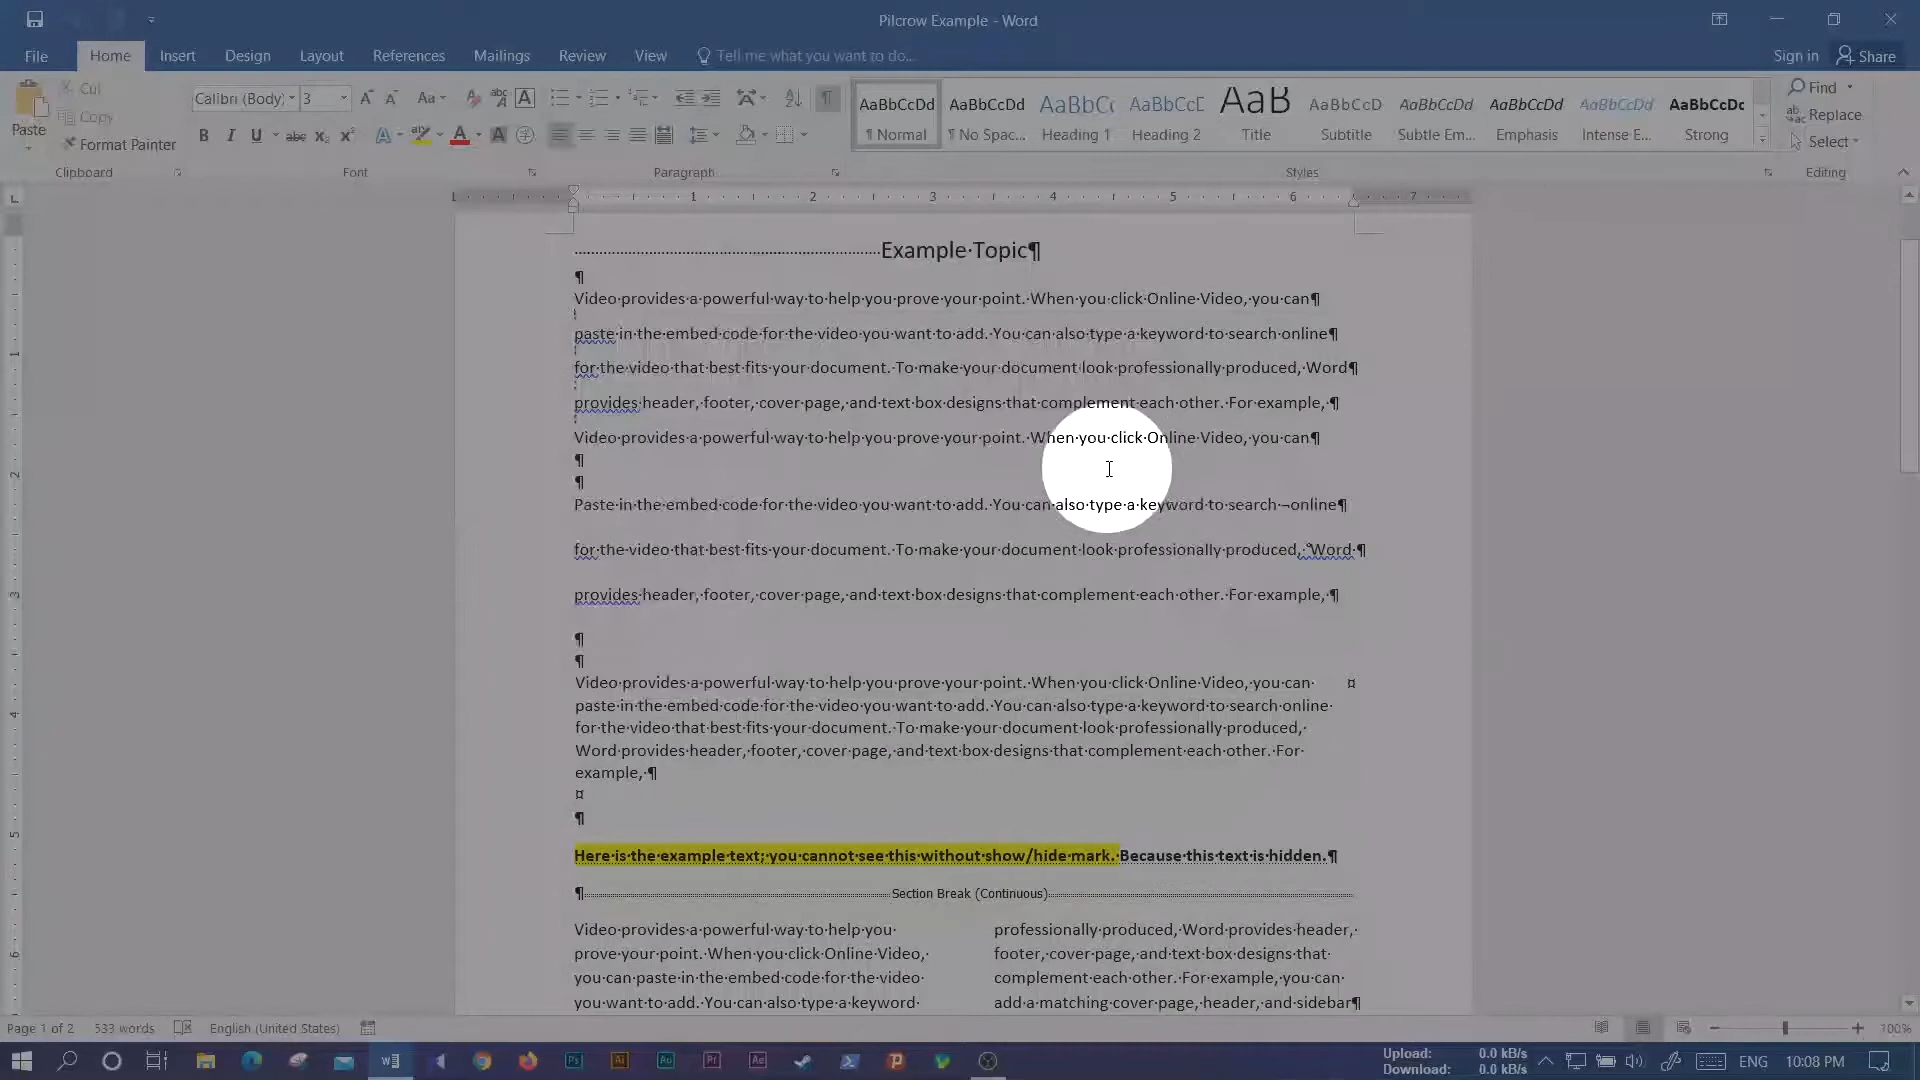 Pilcrow Example - Word
File Home Insert Design Layout References Mailings Review View Tell me what you want to do... Sign in Share
Paste
Cut
Copy
Format Painter
Clipboard
Calibri (Body) 3
Font
Paragraph
AaBbCcDd AaBbCcDd AaBbCc AaBbCcE AaB AaBbCcD AaBbCcDd AaBbCcDd AaBbCcDd AaBbCcDc
¶ Normal ¶ No Spac... Heading 1 Heading 2 Title Subtitle Subtle Em... Emphasis Intense E... Strong
Styles
Find
Replace
Select
Editing
1 2 3 4 5 6 7
Example·Topic¶
¶
Video·provides·a·powerful·way·to·help·you·prove·your·point.·When·you·click·Online·Video,·you·can¶
paste·in·the·embed·code·for·the·video·you·want·to·add.·You·can·also·type·a·keyword·to·search·online¶
for·the·video·that·best·fits·your·document.·To·make·your·document·look·professionally·produced,·Word¶
provides·header,·footer,·cover·page,·and·text·box·designs·that·complement·each·other.·For·example,·¶
Video·provides·a·powerful·way·to·help·you·prove·your·point.·When·you·click·Online·Video,·you·can¶
¶
¶
Paste·in·the·embed·code·for·the·video·you·want·to·add.·You·can·also·type·a·keyword·to·search·¬online¶
for·the·video·that·best·fits·your·document.·To·make·your·document·look·professionally·produced,·°Word·¶
provides·header,·footer,·cover·page,·and·text·box·designs·that·complement·each·other.·For·example,·¶
¶
¶
Video·provides·a·powerful·way·to·help·you·prove·your·point.·When·you·click·Online·Video,·you·can· ¤
paste·in·the·embed·code·for·the·video·you·want·to·add.·You·can·also·type·a·keyword·to·search·online·
for·the·video·that·best·fits·your·document.·To·make·your·document·look·professionally·produced,·
Word·provides·header,·footer,·cover·page,·and·text·box·designs·that·complement·each·other.·For·
example,·¶
¤
¶
Here·is·the·example·text;·you·cannot·see·this·without·show/hide·mark.·Because·this·text·is·hidden.¶
¶ Section Break (Continuous)
Video·provides·a·powerful·way·to·help·you·
prove·your·point.·When·you·click·Online·Video,·
you·can·paste·in·the·embed·code·for·the·video·
you·want·to·add.·You·can·also·type·a·keyword·
professionally·produced,·Word·provides·header,·
footer,·cover·page,·and·text·box·designs·that·
complement·each·other.·For·example,·you·can·
add·a·matching·cover·page,·header,·and·sidebar¶
Page 1 of 2 533 words English (United States) 100%
Upload: 0.0 kB/s
Download: 0.0 kB/s
ENG 10:08 PM